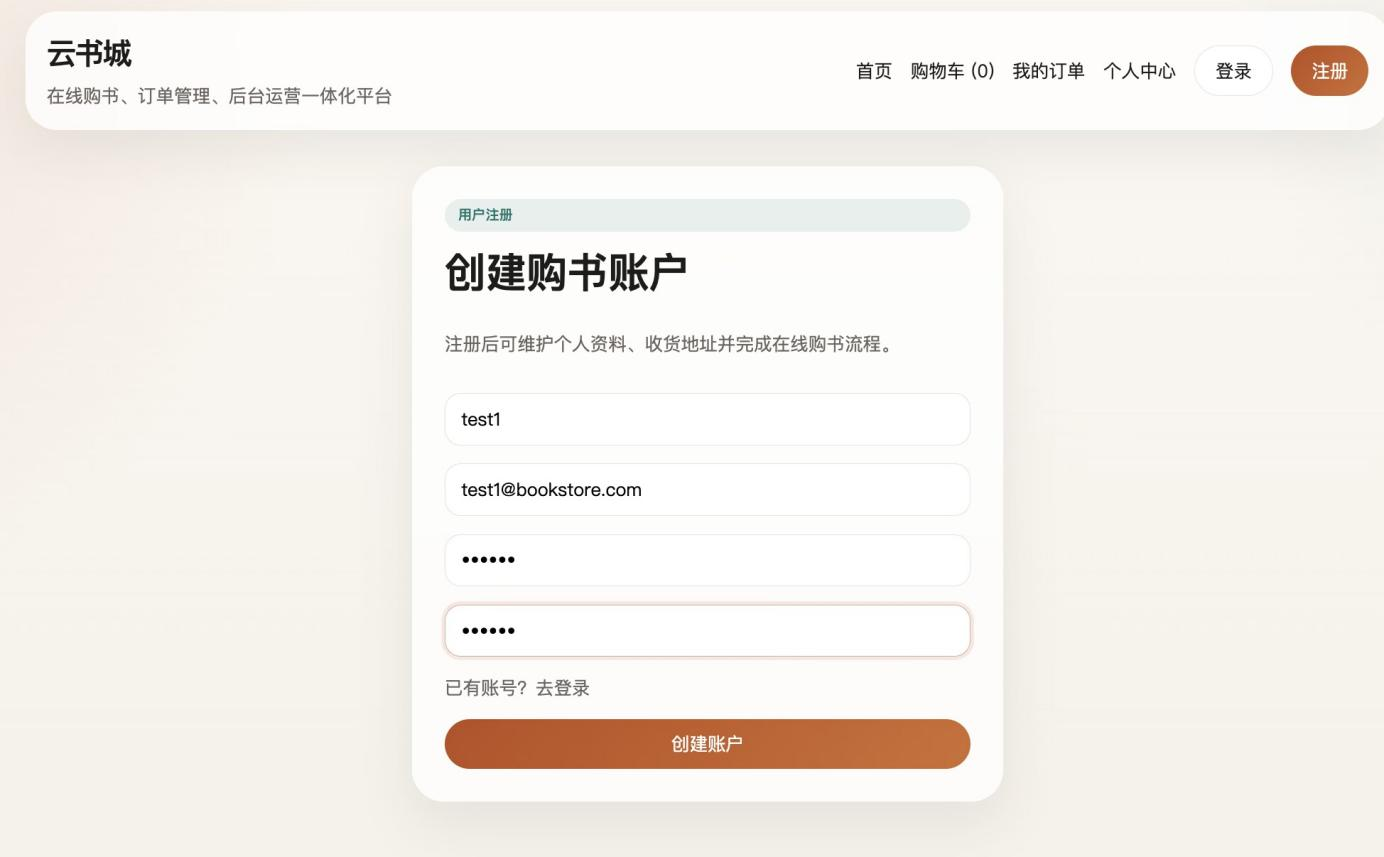 云书城
在线购书、订单管理、后台运营一体化平台
首页 购物车 (0) 我的订单 个人中心 登录 注册
用户注册
创建购书账户
注册后可维护个人资料、收货地址并完成在线购书流程。
test1
test1@bookstore.com
••••••
••••••
已有账号？去登录
创建账户